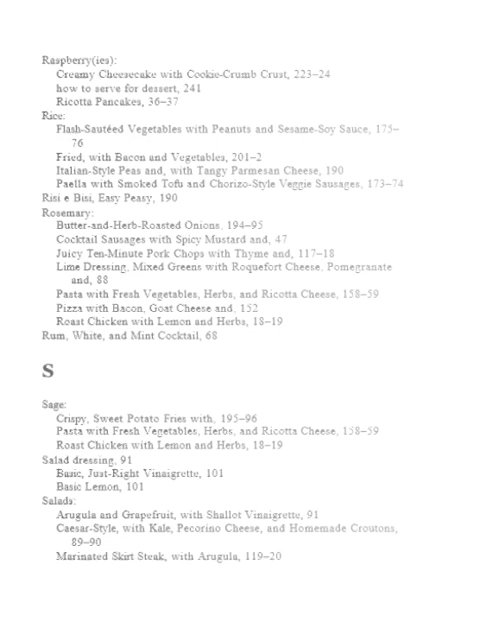 Raspberry(ies):
Creamy Cheesecake with Cookie-Crumb Crust, 223–24
how to serve for dessert, 241
Ricotta Pancakes, 36–37
Rice:
Flash-Sautéed Vegetables with Peanuts and Sesame-Soy Sauce, 175–
76
Fried, with Bacon and Vegetables, 201–2
Italian-Style Peas and, with Tangy Parmesan Cheese, 190
Paella with Smoked Tofu and Chorizo-Style Veggie Sausages, 173–74
Risi e Bisi, Easy Peasy, 190
Rosemary:
Butter-and-Herb-Roasted Onions. 194–95
Cocktail Sausages with Spicy Mustard and, 47
Juicy Ten-Minute Pork Chops with Thyme and, 117–18
Lime Dressing, Mixed Greens with Roquefort Cheese, Pomegranate
and, 88
Pasta with Fresh Vegetables, Herbs, and Ricotta Cheese, 158–59
Pizza with Bacon, Goat Cheese and, 152
Roast Chicken with Lemon and Herbs, 18–19
Rum, White, and Mint Cocktail, 68
S
Sage:
Crispy, Sweet Potato Fries with, 195–96
Pasta with Fresh Vegetables, Herbs, and Ricotta Cheese, 158–59
Roast Chicken with Lemon and Herbs, 18–19
Salad dressing, 91
Basic, Just-Right Vinaigrette, 101
Basic Lemon, 101
Salads:
Arugula and Grapefruit, with Shallot Vinaigrette, 91
Caesar-Style, with Kale, Pecorino Cheese, and Homemade Croutons,
89–90
Marinated Skirt Steak, with Arugula, 119–20